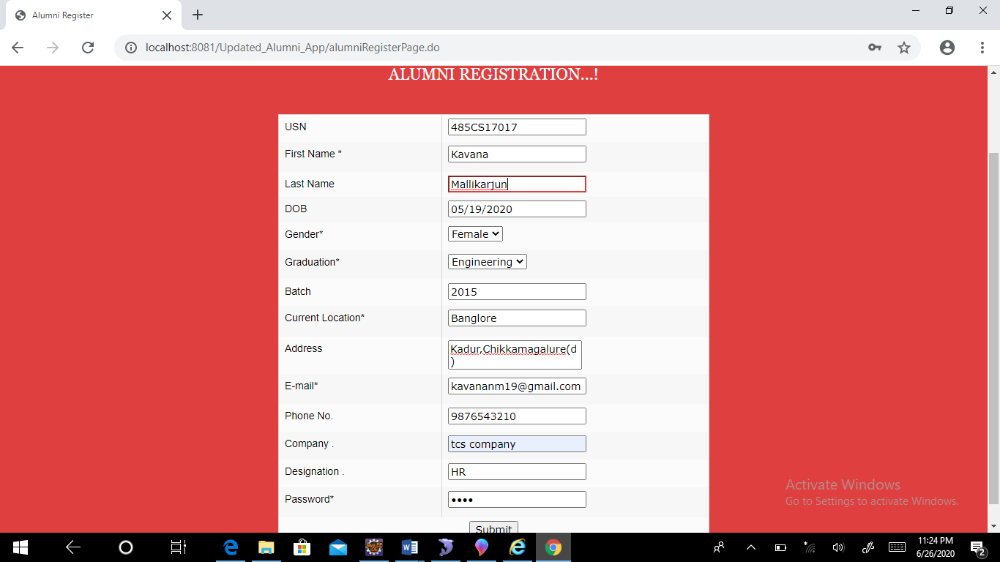 Alumni Register
localhost:8081/Updated_Alumni_App/alumniRegisterPage.do
ALUMNI REGISTRATION...!
USN 485CS17017
First Name * Kavana
Last Name Mallikarjun
DOB 05/19/2020
Gender* Female
Graduation* Engineering
Batch 2015
Current Location* Banglore
Address Kadur,Chikkamagalure(d
)
E-mail* kavananm19@gmail.com
Phone No. 9876543210
Company . tcs company
Designation . HR
Password* ••••
Submit
Activate Windows
Go to Settings to activate Windows.
11:24 PM
6/26/2020
2